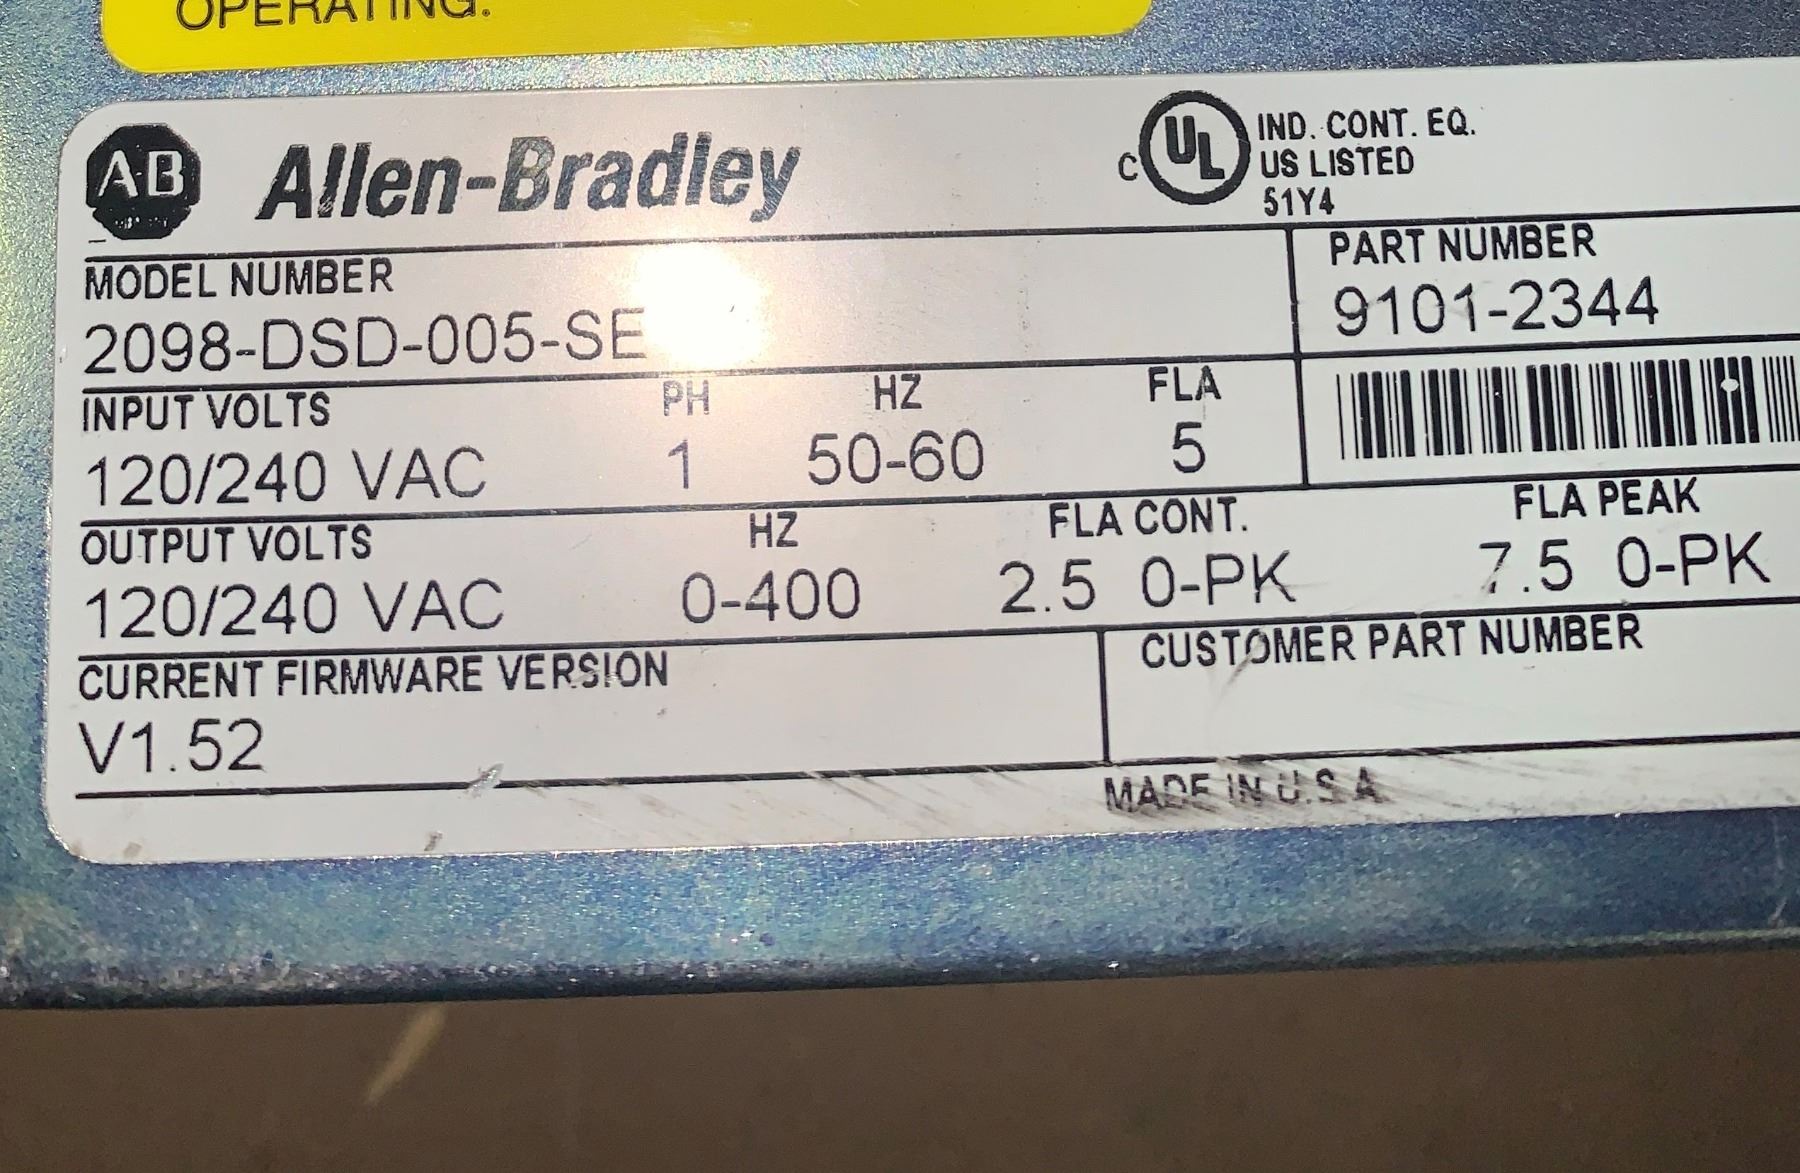 OPERATING.
A-B Allen-Bradley
c UL IND. CONT. EQ.
US LISTED
51Y4
MODEL NUMBER
2098-DSD-005-SE
PART NUMBER
9101-2344
INPUT VOLTS PH HZ FLA
120/240 VAC 1 50-60 5
OUTPUT VOLTS HZ FLA CONT. FLA PEAK
120/240 VAC 0-400 2.5 0-PK 7.5 0-PK
CURRENT FIRMWARE VERSION
V1.52
CUSTOMER PART NUMBER
MADE IN U.S.A.